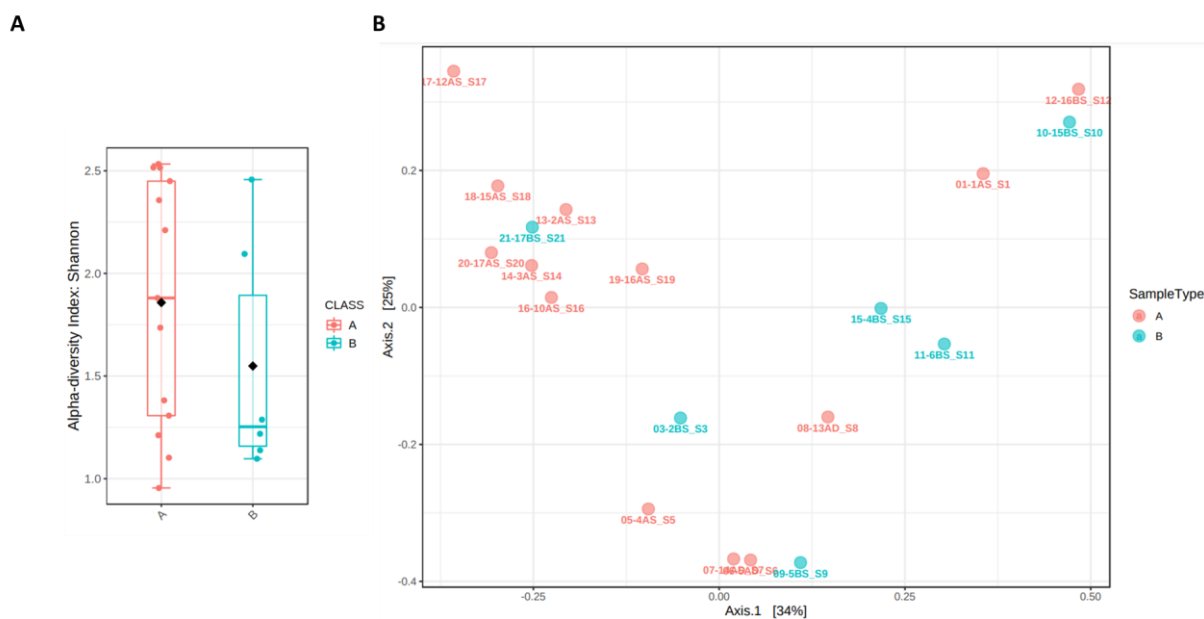 A
B
Alpha-diversity Index: Shannon
2.5
2.0
1.5
1.0
A
B
CLASS
A
B
Axis.2 [25%]
0.2
0.0
-0.2
-0.4
17-12AS_S17
12-16BS_S12
10-15BS_S10
01-1AS_S1
18-15AS_S18
13-2AS_S13
21-17BS_S21
20-17AS_S20
14-3AS_S14
19-16AS_S19
16-10AS_S16
15-4BS_S15
11-6BS_S11
03-2BS_S3
08-13AD_S8
05-4AS_S5
09-5BS_S9
-0.25
0.00
0.25
0.50
Axis.1 [34%]
SampleType
a A
a B